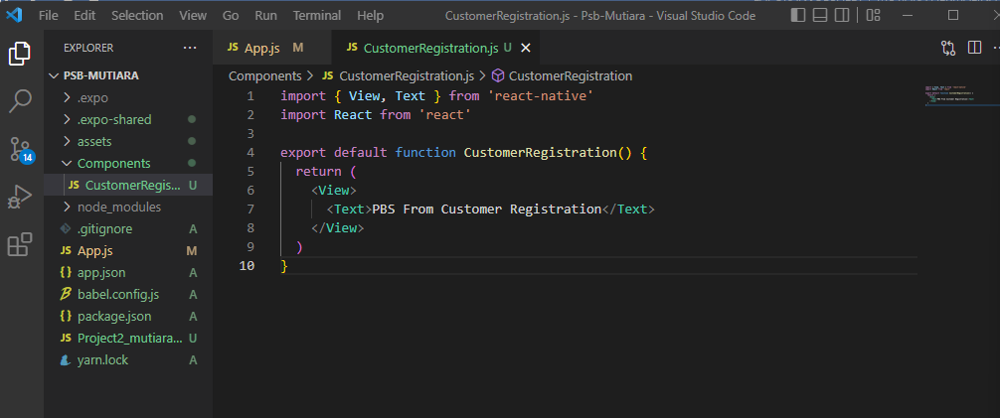 File Edit Selection View Go Run Terminal Help CustomerRegistration.js - Psb-Mutiara - Visual Studio Code
EXPLORER ···
JS App.js M
JS CustomerRegistration.js U
PSB-MUTIARA
.expo
.expo-shared
assets
Components
JS CustomerRegis... U
node_modules
.gitignore A
JS App.js M
{} app.json A
babel.config.js A
{} package.json A
JS Project2_mutiara... U
yarn.lock A
14
Components > JS CustomerRegistration.js > CustomerRegistration
1 import { View, Text } from 'react-native'
2 import React from 'react'
3
4 export default function CustomerRegistration() {
5 return (
6 <View>
7 <Text>PBS From Customer Registration</Text>
8 </View>
9 )
10 }